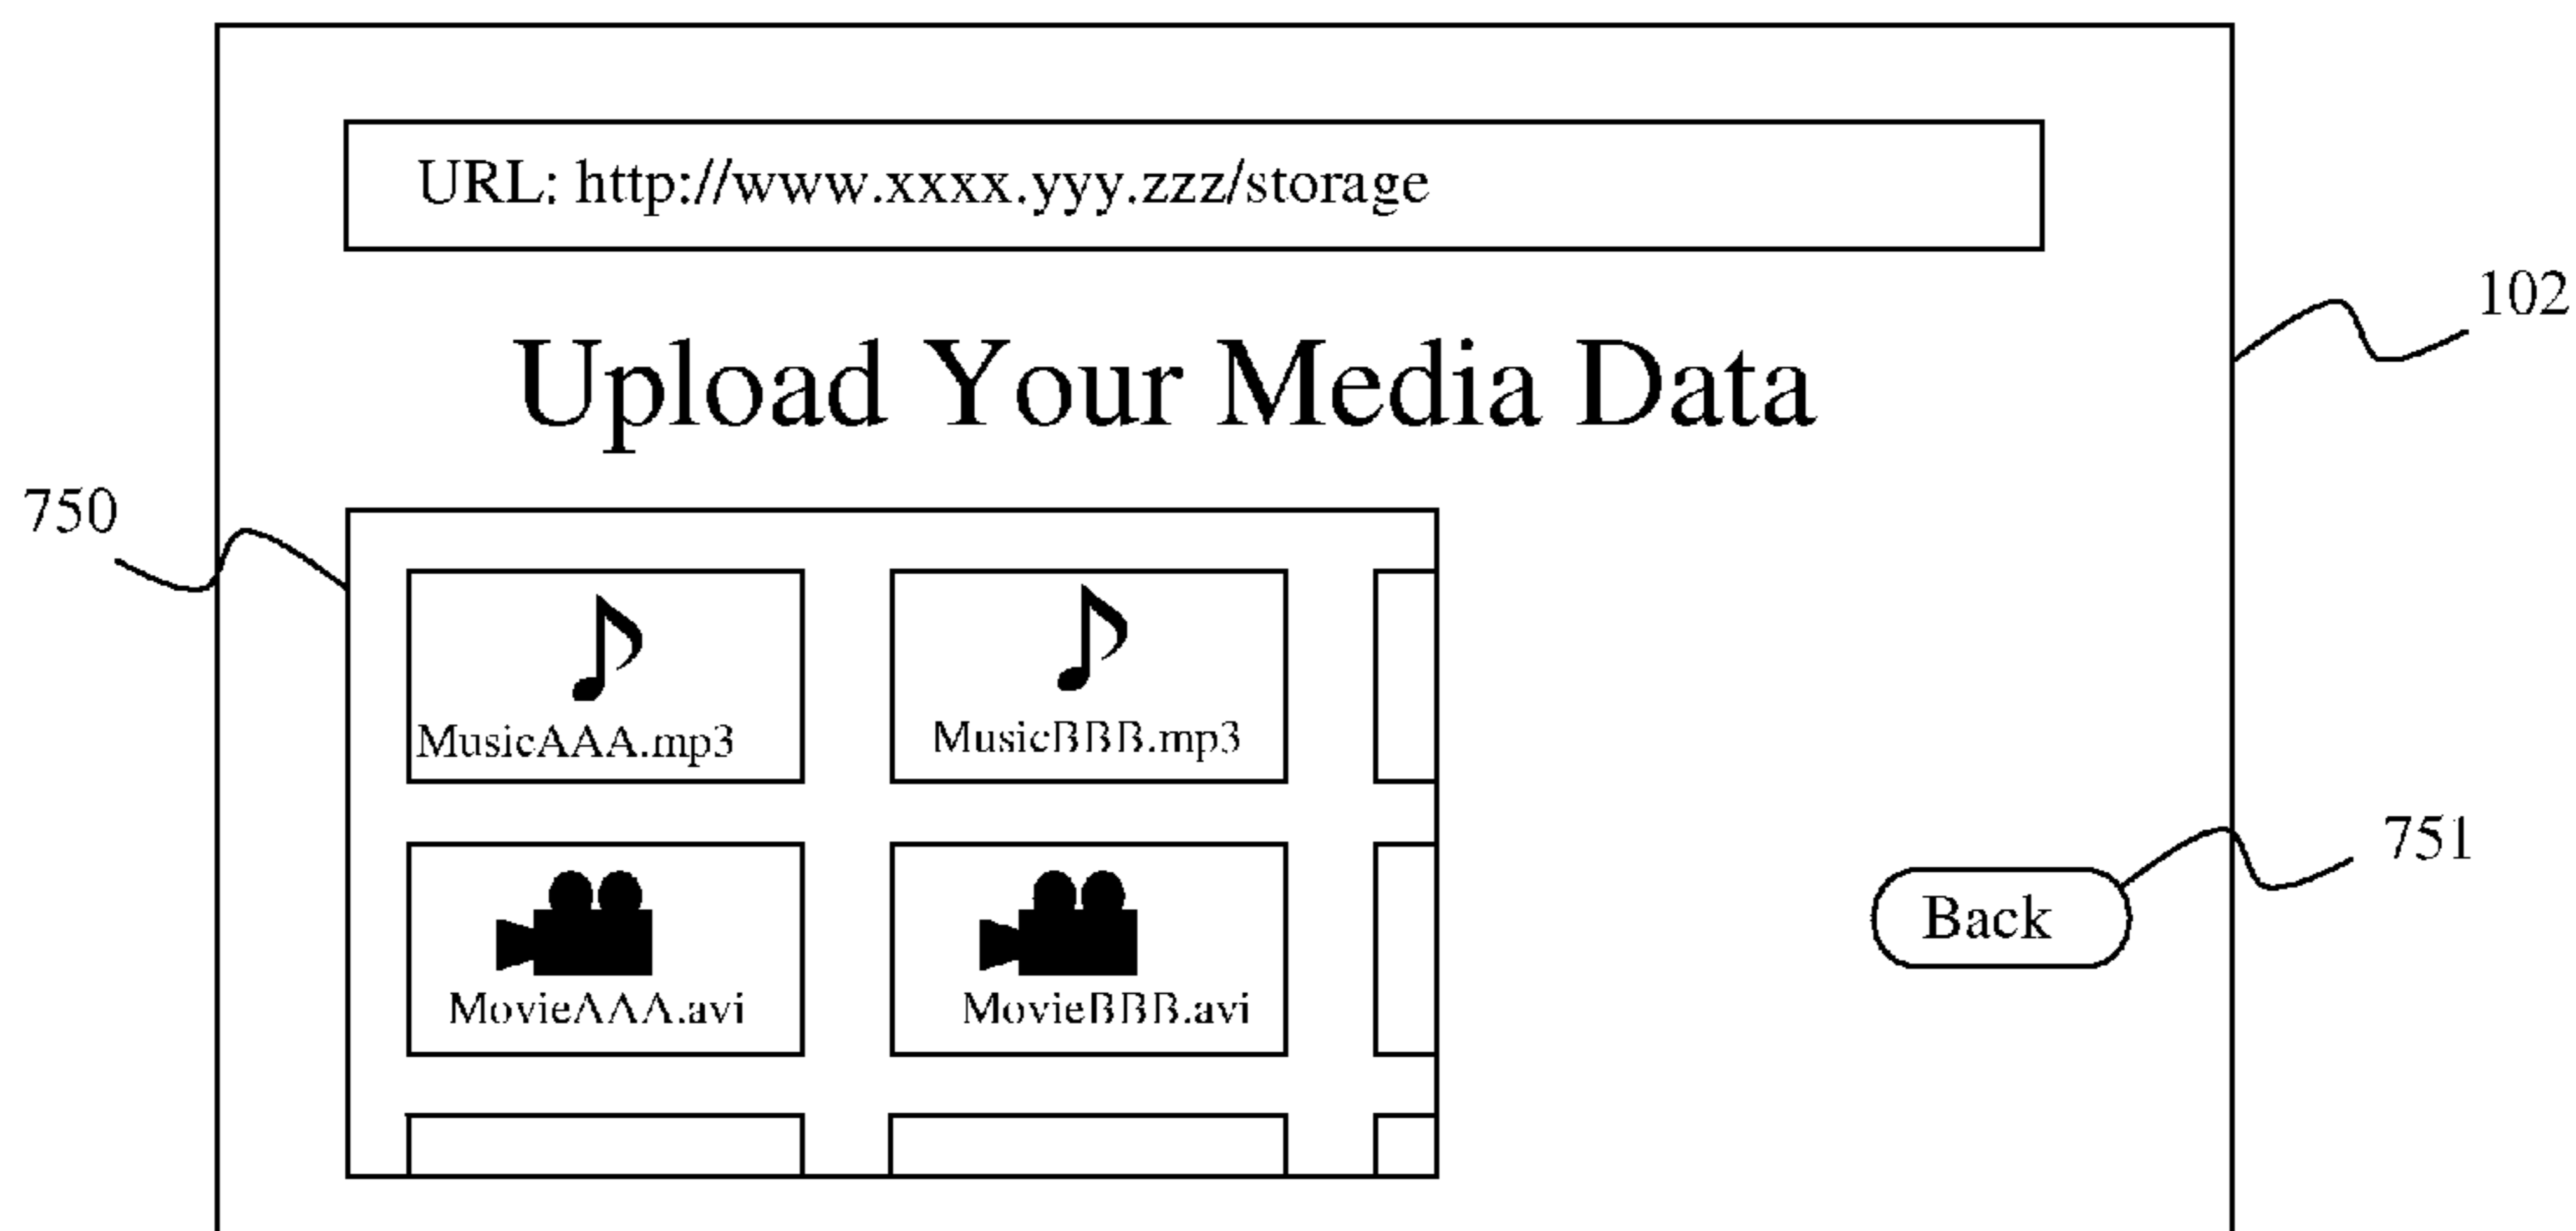 URL: http://www.xxxx.yyy.zzz/storage
102
Upload Your Media Data
750
MusicAAA.mp3
MusicBBB.mp3
751
Back
MovieAAA.avi
MovieBBB.avi